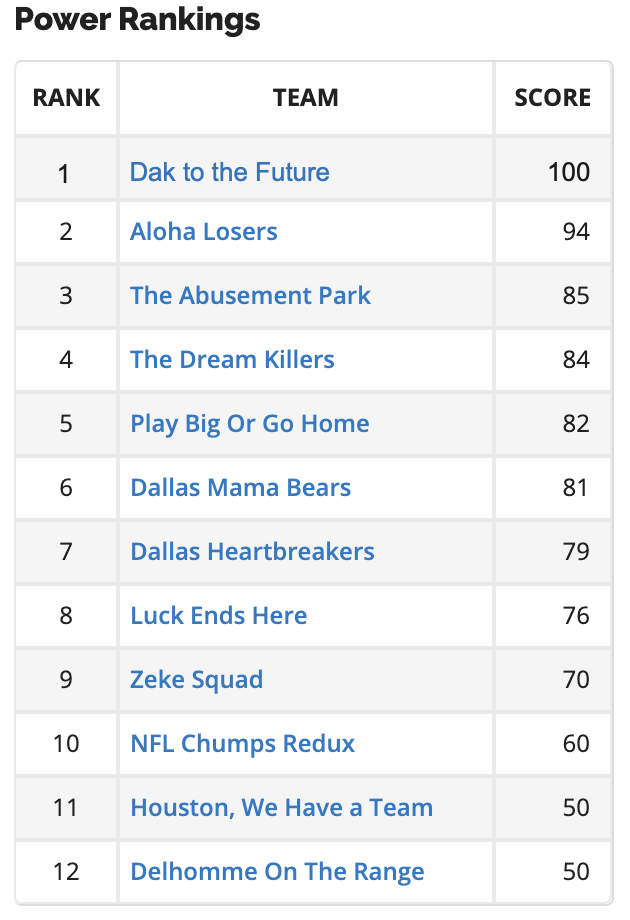 Power Rankings
RANK TEAM SCORE
1 Dak to the Future 100
2 Aloha Losers 94
3 The Abusement Park 85
4 The Dream Killers 84
5 Play Big Or Go Home 82
6 Dallas Mama Bears 81
7 Dallas Heartbreakers 79
8 Luck Ends Here 76
9 Zeke Squad 70
10 NFL Chumps Redux 60
11 Houston, We Have a Team 50
12 Delhomme On The Range 50